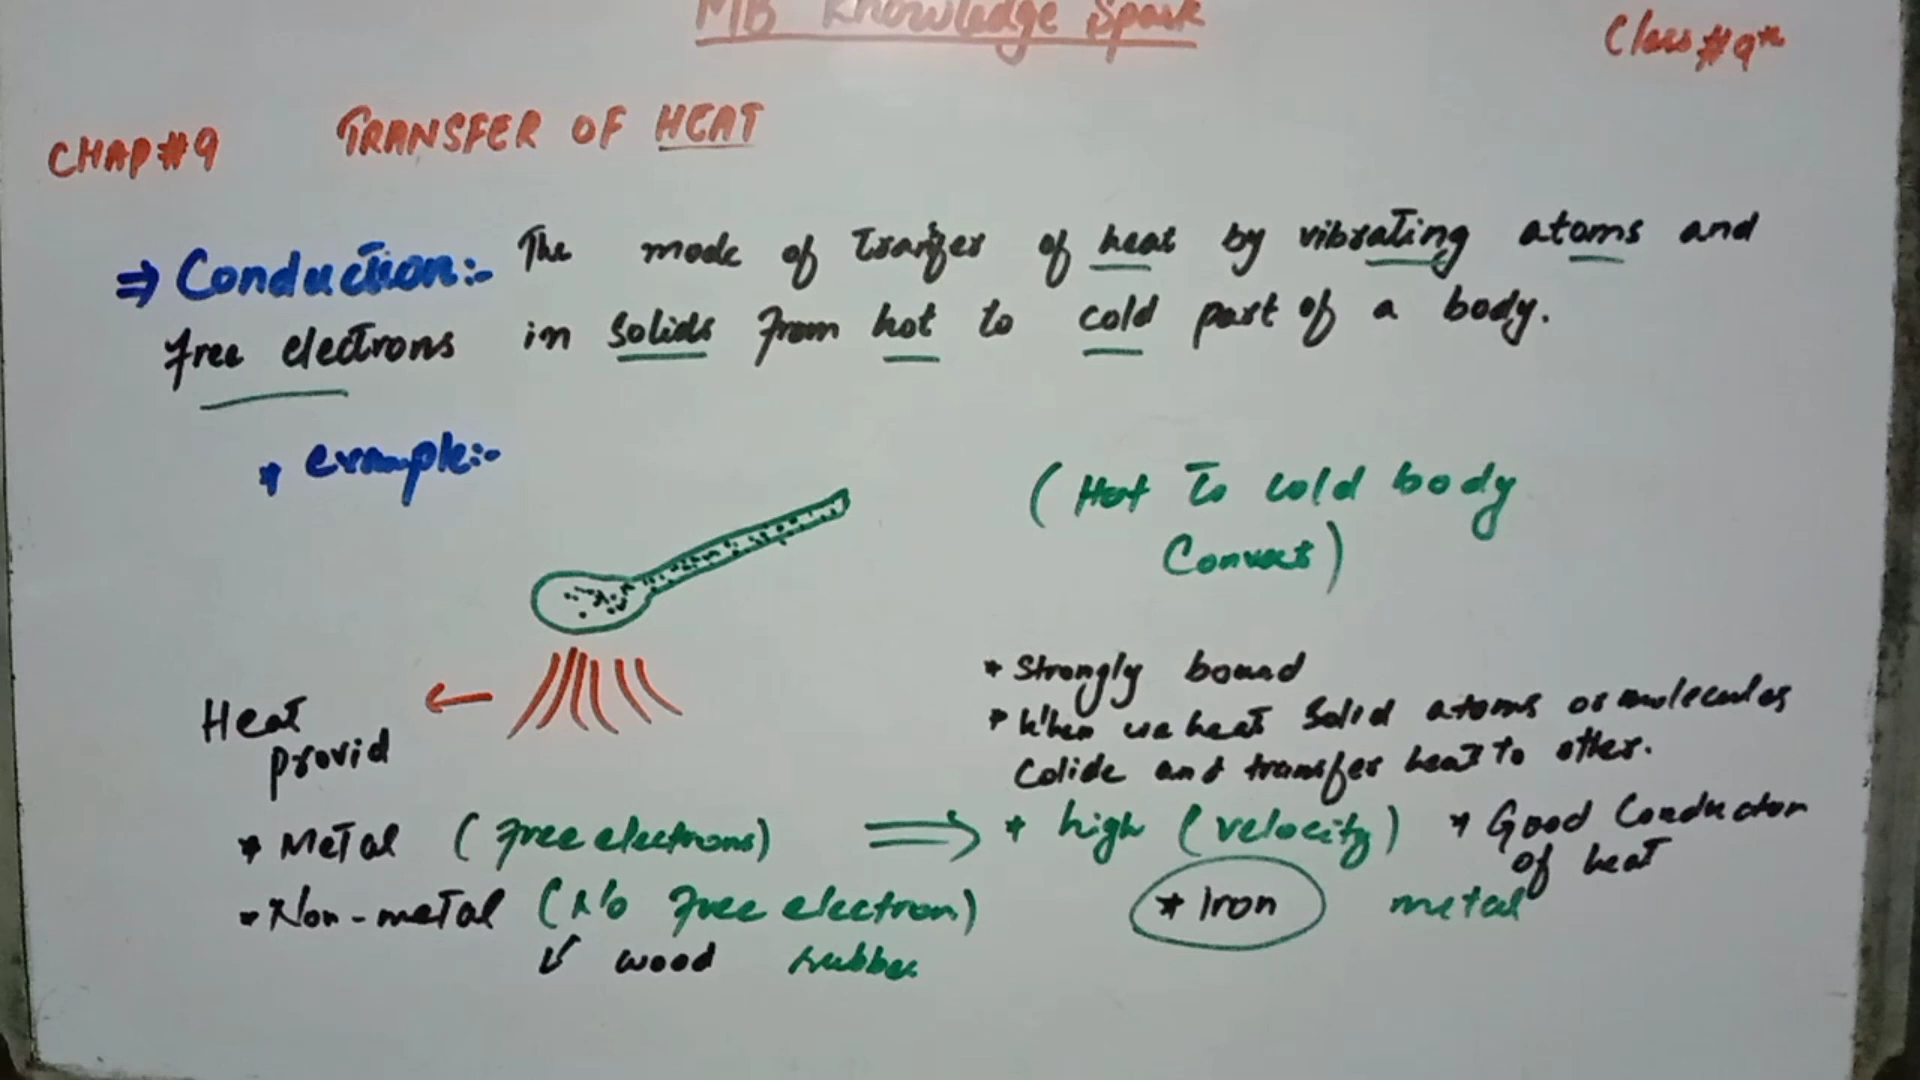 MB Knowledge Spark
Class#9th
CHAP#9 TRANSFER OF HEAT
⇒ Conduction:- The mode of Tranfer of heat by vibrating atoms and
free electrons in solids from hot to cold part of a body.
* example:-
(Hot To cold body
Convert)
Heat
provid
* Strongly bound
* When we heat Solid atoms or molecules
Colide and transfer heat to other.
* Metal (free electrons) ⇒ * high (velocity) * Good Conductor
of heat
* Non-metal (No free electron) * Iron metal
wood rubber